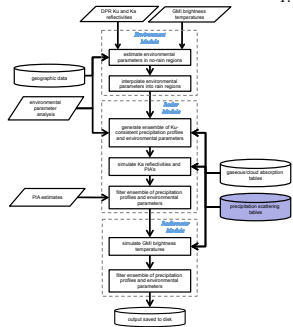 DPR Ku and Ka
reflectivities
GMI brightness
temperatures
Environment
Module
estimate environmental
parameters in no-rain regions
geographic data
interpolate environmental
parameters into rain regions
environmental
parameter
analysis
Radar
Module
generate ensemble of Ku-
consistent precipitation profiles
and environmental parameters
simulate Ka reflectivities and
PIA's
gaseous/cloud absorption
tables
PIA estimates
filter ensemble of precipitation
profiles and environmental
parameters
precipitation scattering
tables
Radiometer
Module
simulate GMI brightness
temperatures
filter ensemble of precipitation
profiles and environmental
parameters
output saved to disk